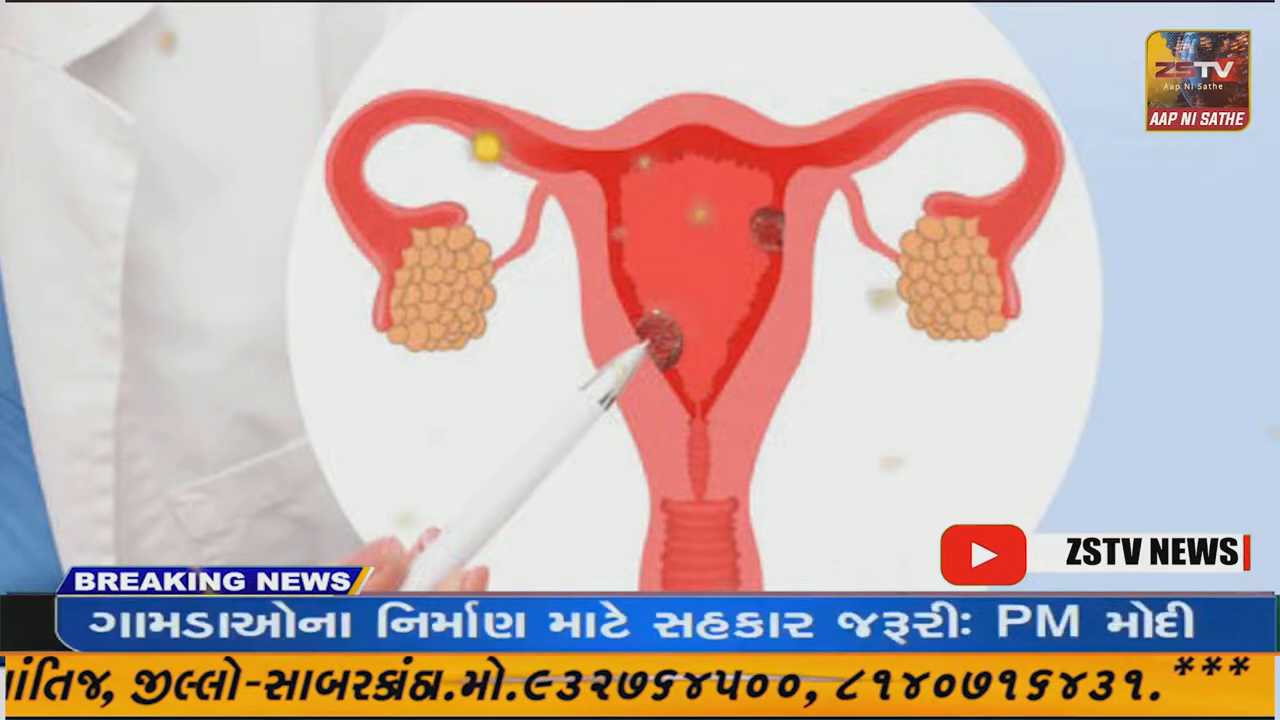 ZSTV
Aap Ni Sathe
AAP NI SATHE
ZSTV NEWS
BREAKING NEWS
ગામડાઓના નિર્માણ માટે સહકાર જરૂરીઃ PM મોદી
ાંતિજ, જીલ્લો-સાબરકાંઠા.મો.૯૩૨૭૬૪૫૦૦, ૮૧૪૦૭૧૬૪૩૧. ***